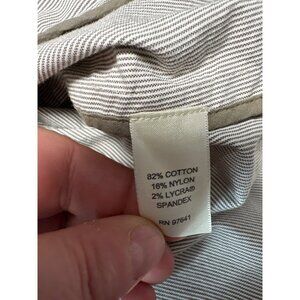 82% COTTON
16% NYLON
2% LYCRA®
SPANDEX
RN 97641